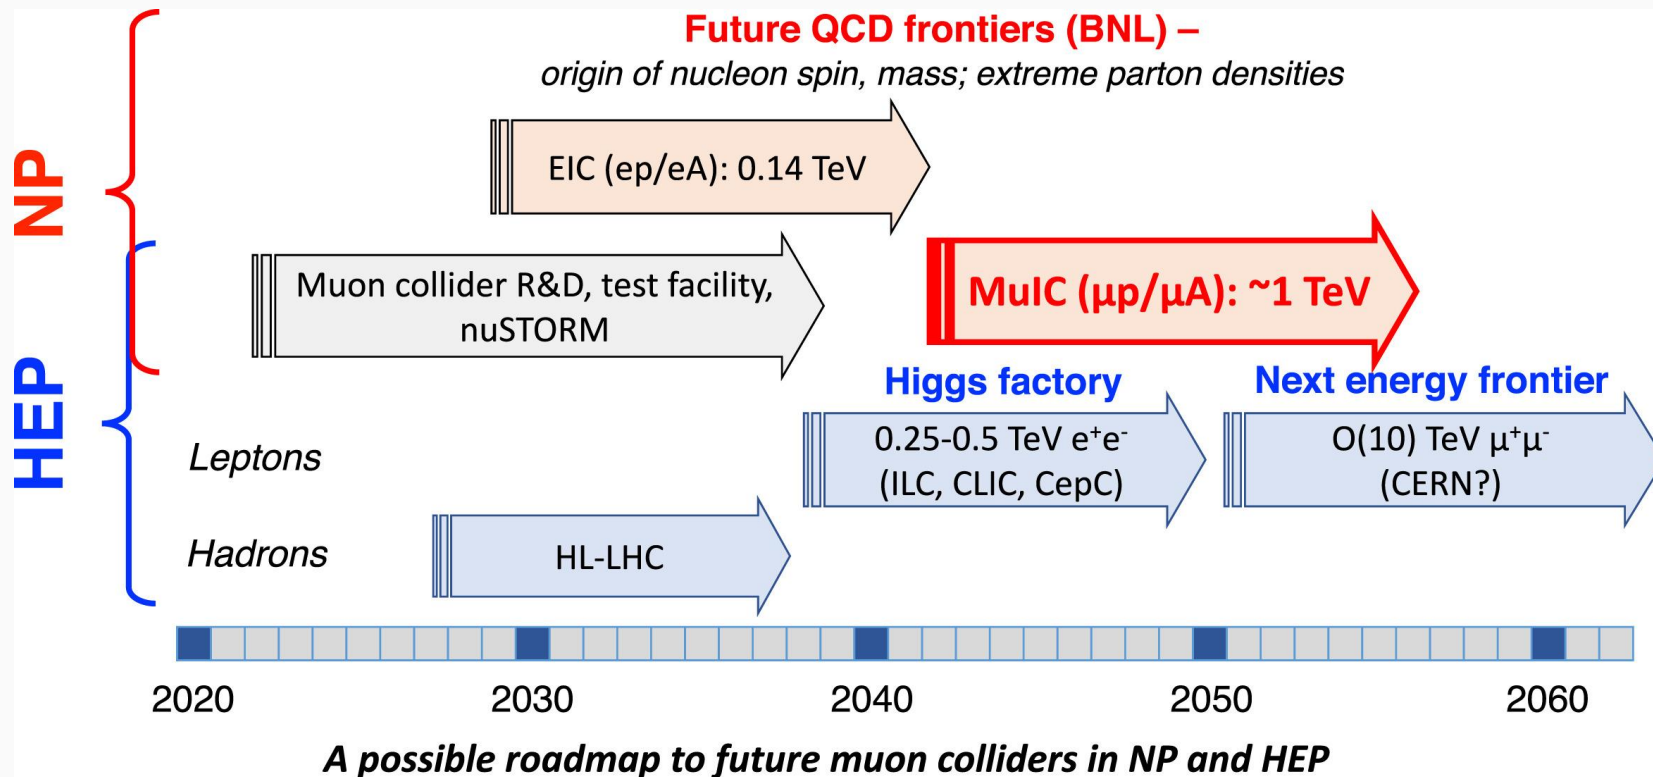 Future QCD frontiers (BNL) –
origin of nucleon spin, mass; extreme parton densities
NP
EIC (ep/eA): 0.14 TeV
Muon collider R&D, test facility,
nuSTORM
MuIC (μp/μA): ~1 TeV
HEP
Higgs factory
Next energy frontier
Leptons
0.25-0.5 TeV e⁺e⁻
(ILC, CLIC, CepC)
O(10) TeV μ⁺μ⁻
(CERN?)
Hadrons
HL-LHC
2020 2030 2040 2050 2060
A possible roadmap to future muon colliders in NP and HEP